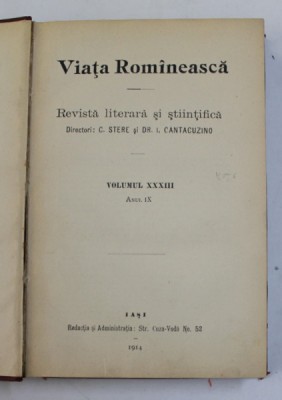 Viața Romînească
Revistă literară și științifică
Directori: C. STERE și DR. I. CANTACUZINO
VOLUMUL XXXIII
ANUL IX
IAȘI
Redacția și Administrația: Str. Cuza-Vodă No. 53
1914